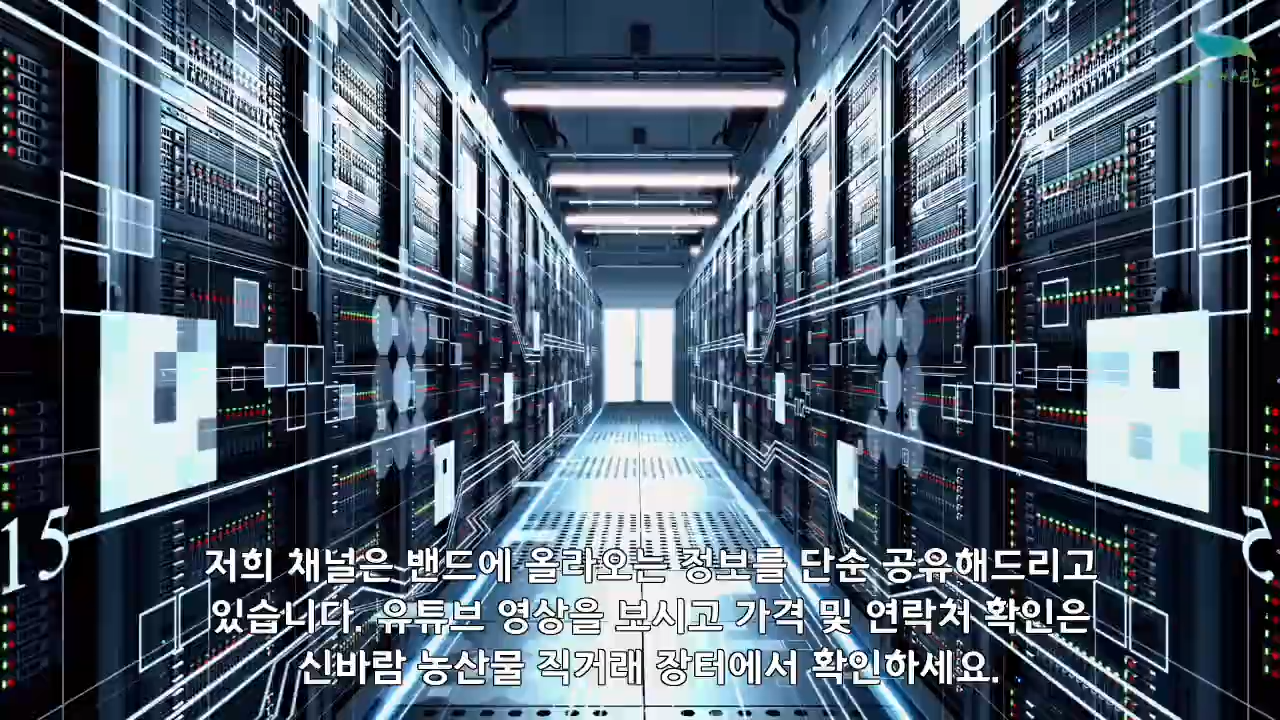 저희 채널은 밴드에 올라오는 정보를 단순 공유해드리고
있습니다. 유튜브 영상을 보시고 가격 및 연락처 확인은
신바람 농산물 직거래 장터에서 확인하세요.
15